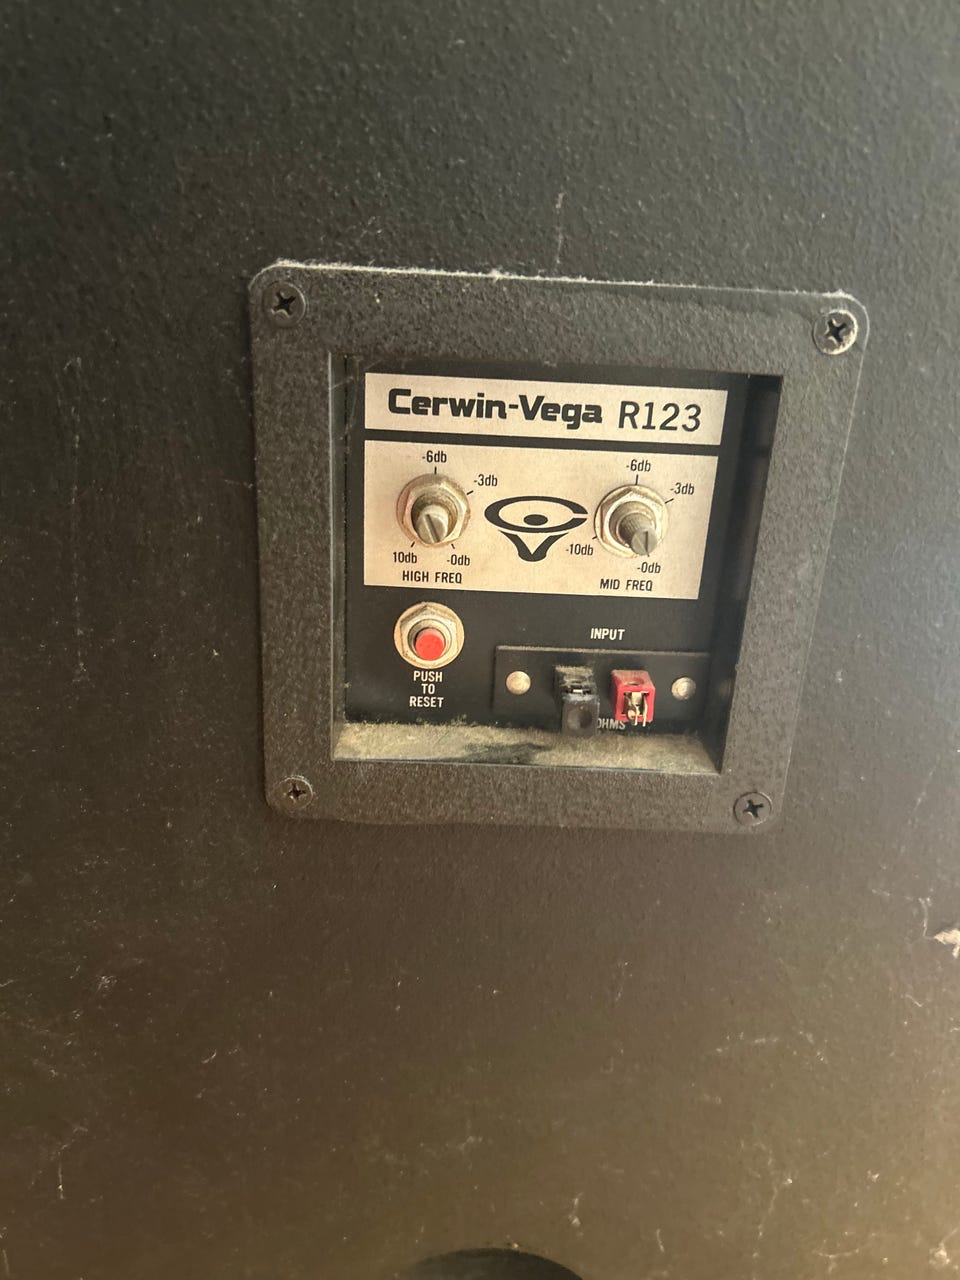 Cerwin-Vega R123
-6db
-3db
10db
-0db
HIGH FREQ
-6db
-3db
-10db
-0db
MID FREQ
PUSH
TO
RESET
INPUT
OHMS